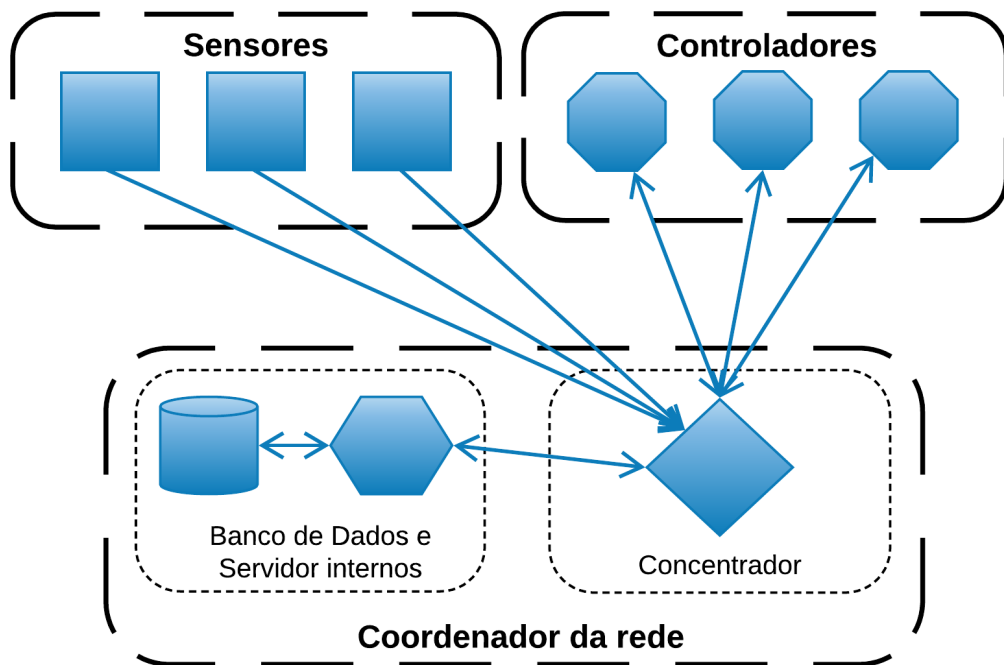 Sensores
Controladores
Banco de Dados e
Servidor internos
Concentrador
Coordenador da rede